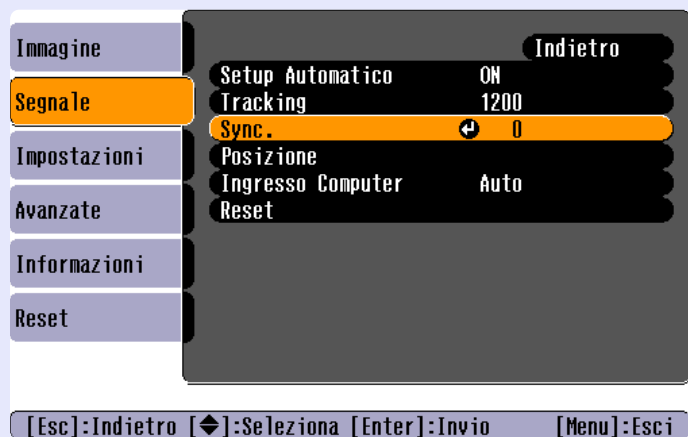 Immagine
Segnale
Impostazioni
Avanzate
Informazioni
Reset
Indietro
Setup Automatico ON
Tracking 1200
Sync. 0
Posizione
Ingresso Computer Auto
Reset
[Esc]:Indietro [◆]:Seleziona [Enter]:Invio [Menu]:Esci